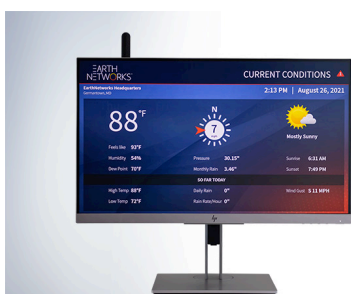 EARTH
NETWORKS
CURRENT CONDITIONS
EarthNetworks Headquarters
Germantown, MD
2:13 PM | August 26, 2021
88°F
N
7
Mostly Sunny
Feels like 93°F
Humidity 54%
Pressure 30.15"
Sunrise 6:31 AM
Dew Point 70°F
Monthly Rain 3.46"
Sunset 7:49 PM
SO FAR TODAY
High Temp 88°F
Daily Rain 0"
Wind Gust S 11 MPH
Low Temp 72°F
Rain Rate/Hour 0"
hp